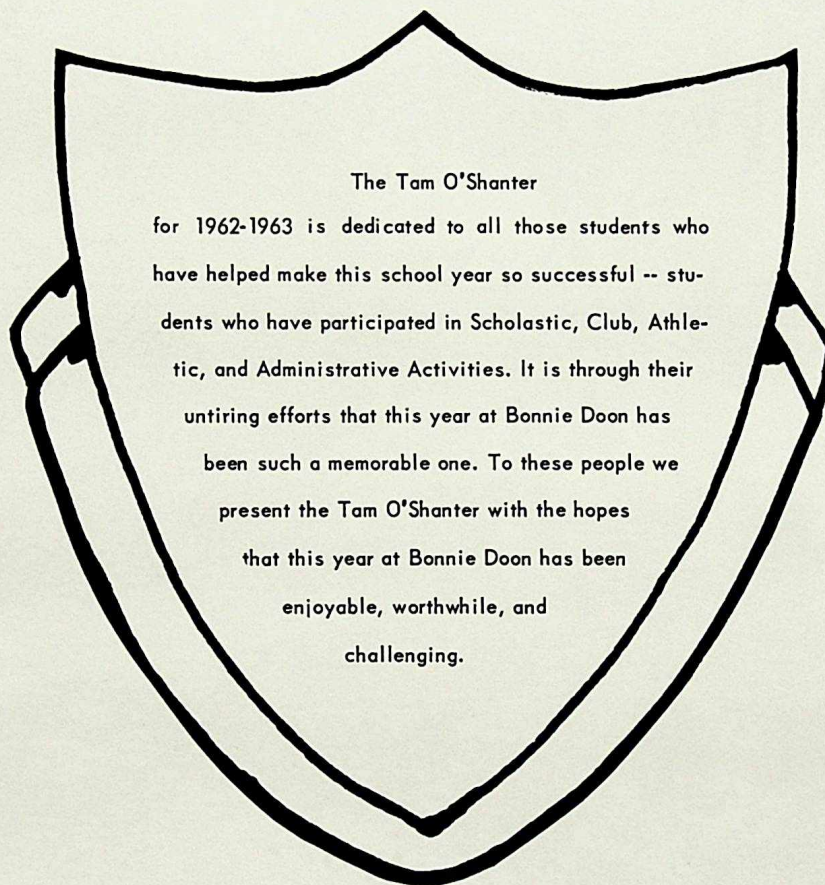 The Tam O'Shanter
for 1962-1963 is dedicated to all those students who
have helped make this school year so successful -- stu-
dents who have participated in Scholastic, Club, Athle-
tic, and Administrative Activities. It is through their
untiring efforts that this year at Bonnie Doon has
been such a memorable one. To these people we
present the Tam O'Shanter with the hopes
that this year at Bonnie Doon has been
enjoyable, worthwhile, and
challenging.